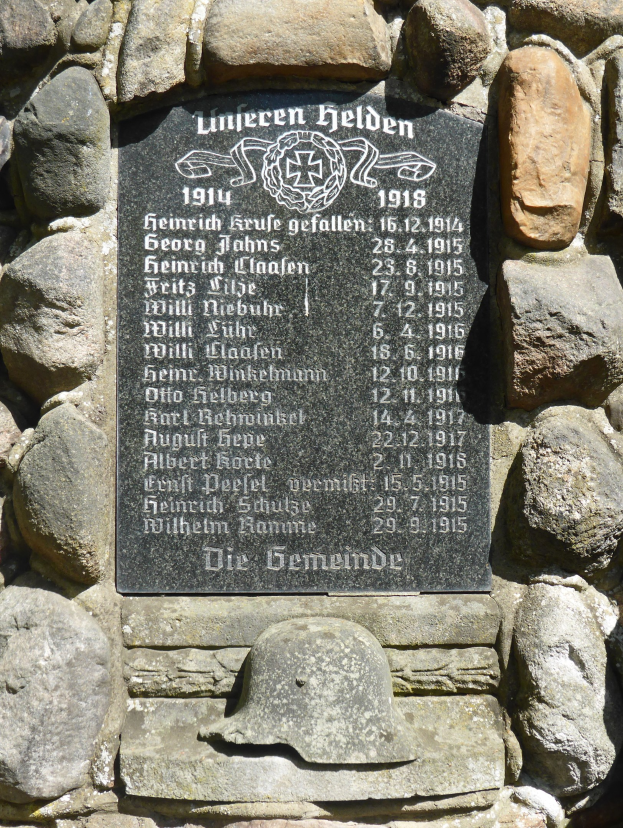 Unseren Helden
1914 1918
Heinrich Kruse gefallen: 16.12.1914
Georg Jahns 28.4.1915
Heinrich Claasen 23.8.1915
Fritz Lilje 17.9.1915
Willi Niebuhr 7.12.1915
Willi Lühr 6.4.1916
Willi Claasen 18.6.1916
Heinr. Winkelmann 12.10.1916
Otto Helberg 12.11.1916
Karl Rehwinkel 14.4.1917
August Hepe 22.12.1917
Albert Korte 2.11.1918
Ernst Peesel vermißt: 15.5.1915
Heinrich Schulze 29.7.1915
Wilhelm Ramme 29.9.1915
Die Gemeinde